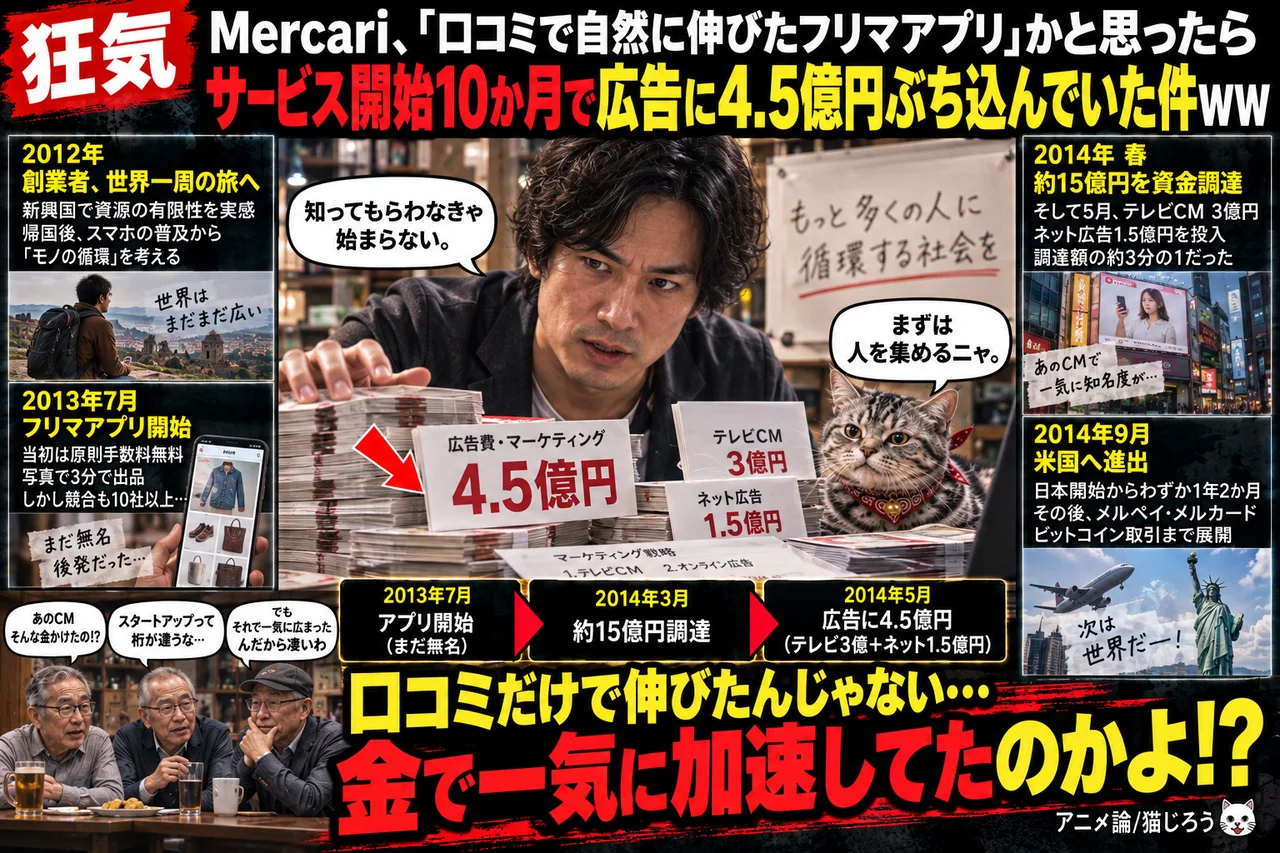 狂気
Mercari、「口コミで自然に伸びたフリマアプリ」かと思ったら
サービス開始10か月で広告に4.5億円ぶち込んでいた件ww
2012年
創業者、世界一周の旅へ
新興国で資源の有限性を実感
帰国後、スマホの普及から
「モノの循環」を考える
世界は
まだまだ広い
2013年7月
フリマアプリ開始
当初は原則手数料無料
写真で3分で出品
しかし競合も10社以上…
まだ無名
後発だった…
知ってもらわなきゃ
始まらない。
もっと多くの人に
循環する社会を
まずは
人を集めるニャ。
広告費・マーケティング
4.5億円
テレビCM
3億円
ネット広告
1.5億円
マーケティング戦略
1.テレビCM 2.オンライン広告
2014年 春
約15億円を資金調達
そして5月、テレビCM 3億円
ネット広告1.5億円を投入
調達額の約3分の1だった
あのCMで
一気に知名度が…
2014年9月
米国へ進出
日本開始からわずか1年2か月
その後、メルペイ・メルカード
ビットコイン取引まで展開
次は
世界だー!
2013年7月
アプリ開始
(まだ無名)
2014年3月
約15億円調達
2014年5月
広告に4.5億円
(テレビ3億+ネット1.5億円)
あのCM
そんな金かけたの!?
スタートアップって
桁が違うな…
でも
それで一気に広まった
んだから凄いわ
口コミだけで伸びたんじゃない…
金で一気に加速してたのかよ!?
アニメ論/猫じろう